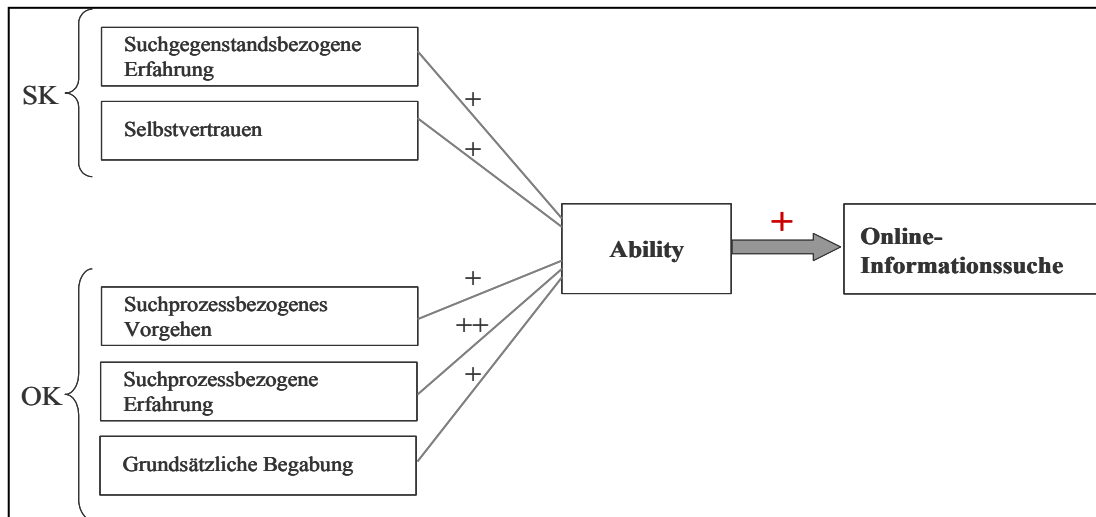 SK
Suchgegenstandsbezogene
Erfahrung
+
Selbstvertrauen
+
Ability
+
Online-
Informationssuche
OK
Suchprozessbezogenes
Vorgehen
+
Suchprozessbezogene
Erfahrung
++
Grundsätzliche Begabung
+